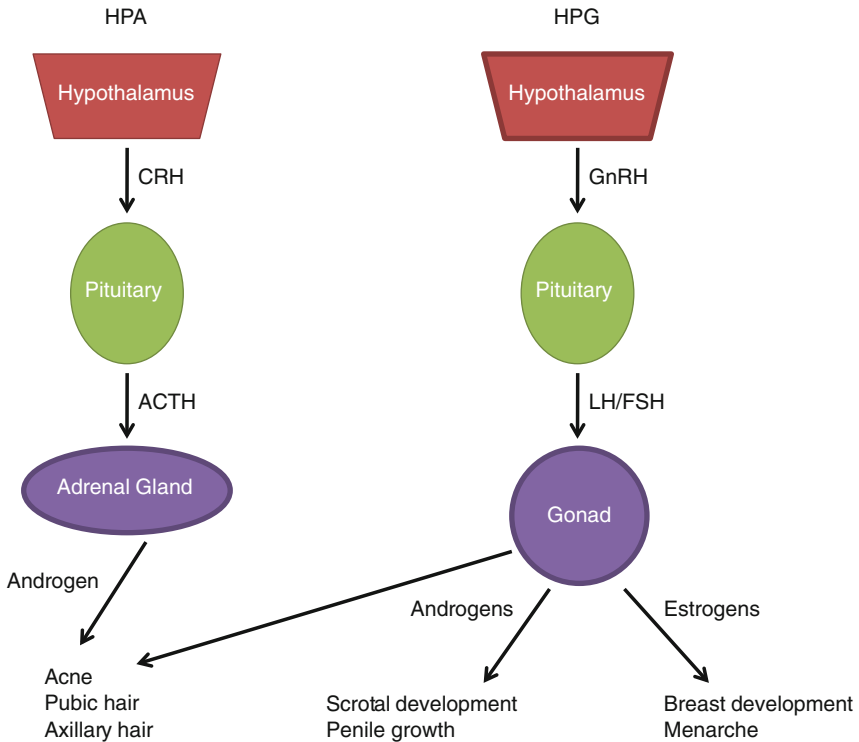 HPA
HPG
Hypothalamus
Hypothalamus
CRH
GnRH
Pituitary
Pituitary
ACTH
LH/FSH
Adrenal Gland
Gonad
Androgen
Androgens
Estrogens
Acne
Pubic hair
Axillary hair
Scrotal development
Penile growth
Breast development
Menarche